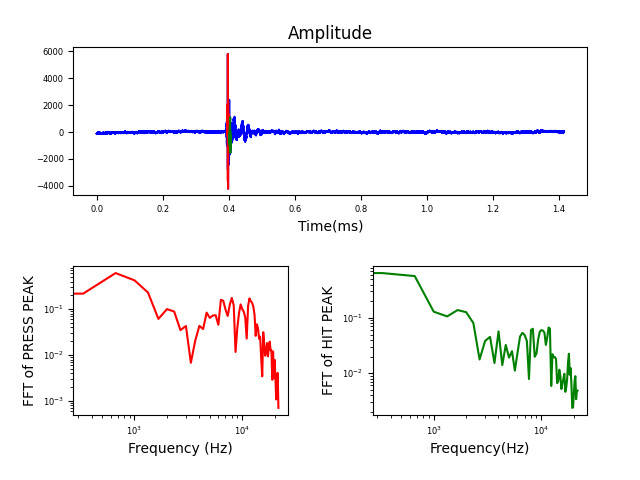 Amplitude
6000
4000
2000
0
−2000
−4000
0.0 0.2 0.4 0.6 0.8 1.0 1.2 1.4
Time(ms)
FFT of PRESS PEAK
10⁻¹
10⁻²
10⁻³
10³ 10⁴
Frequency (Hz)
FFT of HIT PEAK
10⁻¹
10⁻²
10³ 10⁴
Frequency(Hz)